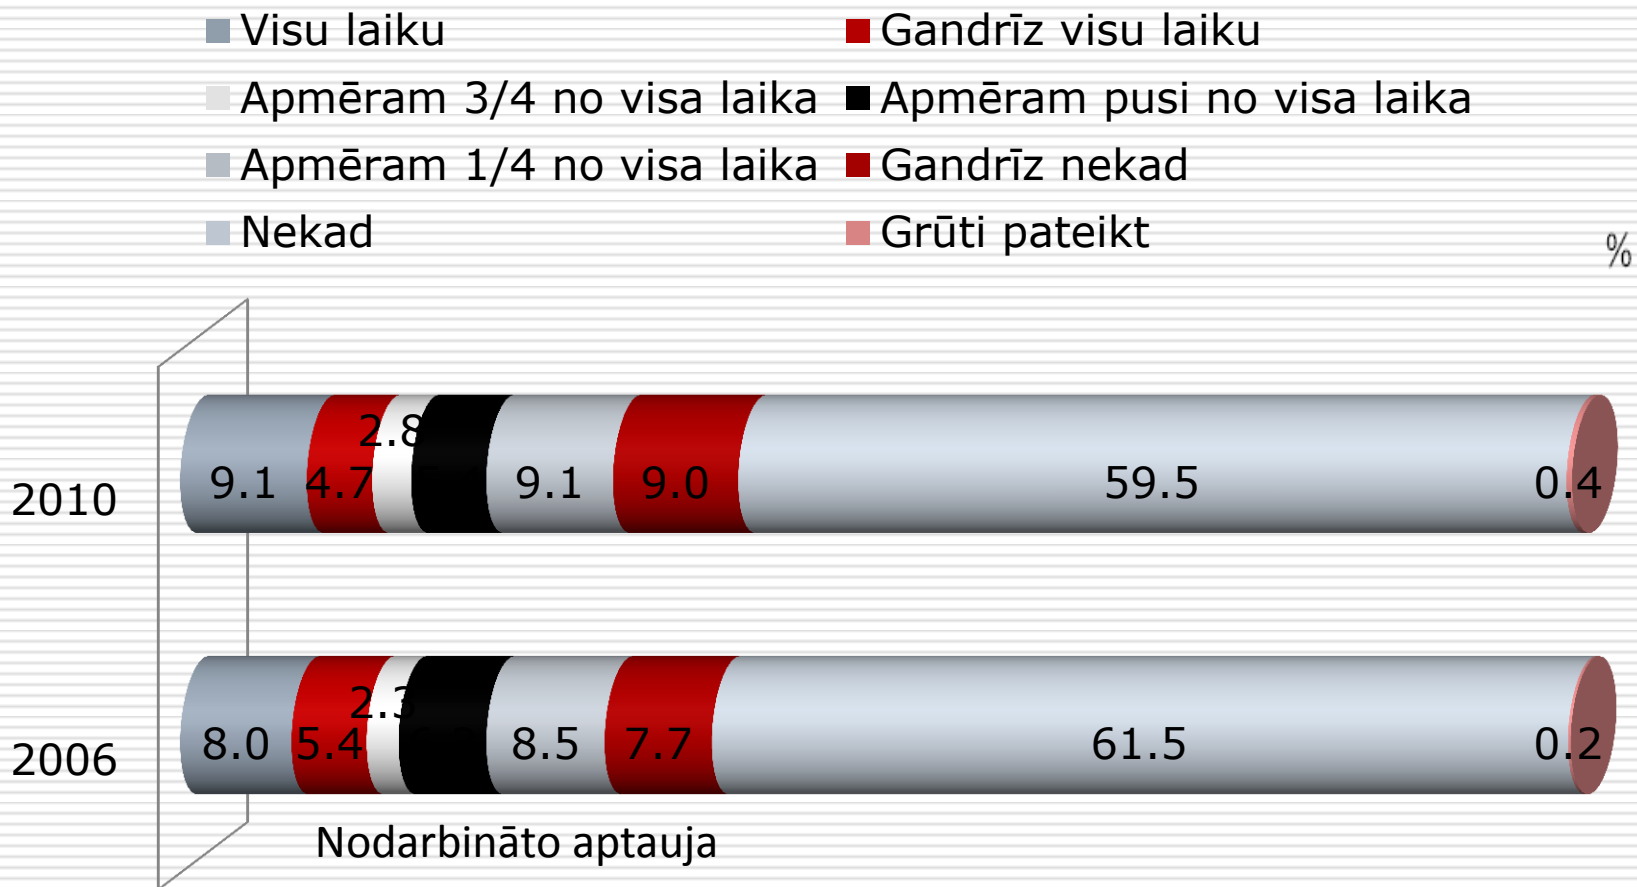 Visu laiku
Gandrīz visu laiku
Apmēram 3/4 no visa laika
Apmēram pusi no visa laika
Apmēram 1/4 no visa laika
Gandrīz nekad
Nekad
Grūti pateikt
%
2010
9.1
4.7
2.8
9.1
9.0
59.5
0.4
2006
8.0
5.4
2.3
8.5
7.7
61.5
0.2
Nodarbināto aptauja